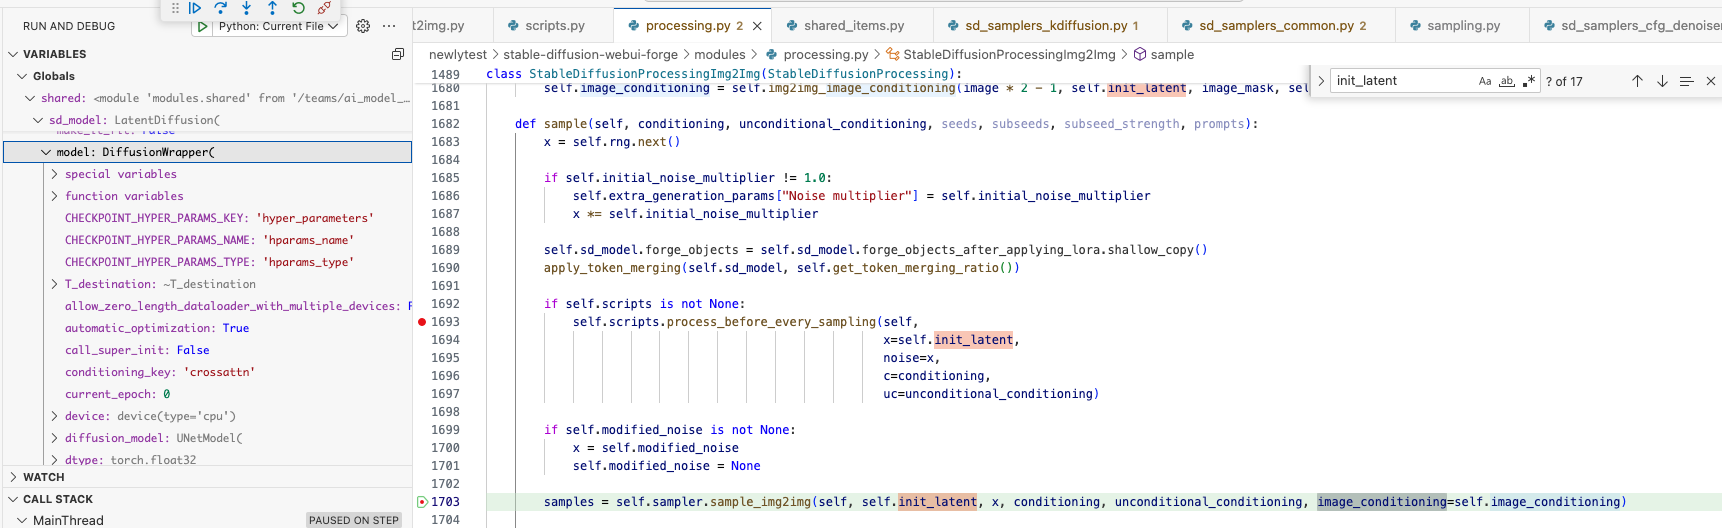 RUN AND DEBUG
Python: Current File
t2img.py
scripts.py
processing.py 2
shared_items.py
sd_samplers_kdiffusion.py 1
sd_samplers_common.py 2
sampling.py
sd_samplers_cfg_denoiser
VARIABLES
Globals
shared: <module 'modules.shared' from '/teams/ai_model_…
sd_model: LatentDiffusion(
make_it_fit: False
model: DiffusionWrapper(
special variables
function variables
CHECKPOINT_HYPER_PARAMS_KEY: 'hyper_parameters'
CHECKPOINT_HYPER_PARAMS_NAME: 'hparams_name'
CHECKPOINT_HYPER_PARAMS_TYPE: 'hparams_type'
T_destination: ~T_destination
allow_zero_length_dataloader_with_multiple_devices: F
automatic_optimization: True
call_super_init: False
conditioning_key: 'crossattn'
current_epoch: 0
device: device(type='cpu')
diffusion_model: UNetModel(
dtype: torch.float32
WATCH
CALL STACK
MainThread
PAUSED ON STEP
newlytest > stable-diffusion-webui-forge > modules > processing.py > StableDiffusionProcessingImg2Img > sample
init_latent
Aa
ab
? of 17
1489 class StableDiffusionProcessingImg2Img(StableDiffusionProcessing):
1680 self.image_conditioning = self.img2img_image_conditioning(image * 2 - 1, self.init_latent, image_mask, sel
1681
1682 def sample(self, conditioning, unconditional_conditioning, seeds, subseeds, subseed_strength, prompts):
1683 x = self.rng.next()
1684
1685 if self.initial_noise_multiplier != 1.0:
1686 self.extra_generation_params["Noise multiplier"] = self.initial_noise_multiplier
1687 x *= self.initial_noise_multiplier
1688
1689 self.sd_model.forge_objects = self.sd_model.forge_objects_after_applying_lora.shallow_copy()
1690 apply_token_merging(self.sd_model, self.get_token_merging_ratio())
1691
1692 if self.scripts is not None:
1693 self.scripts.process_before_every_sampling(self,
1694 x=self.init_latent,
1695 noise=x,
1696 c=conditioning,
1697 uc=unconditional_conditioning)
1698
1699 if self.modified_noise is not None:
1700 x = self.modified_noise
1701 self.modified_noise = None
1702
1703 samples = self.sampler.sample_img2img(self, self.init_latent, x, conditioning, unconditional_conditioning, image_conditioning=self.image_conditioning)
1704